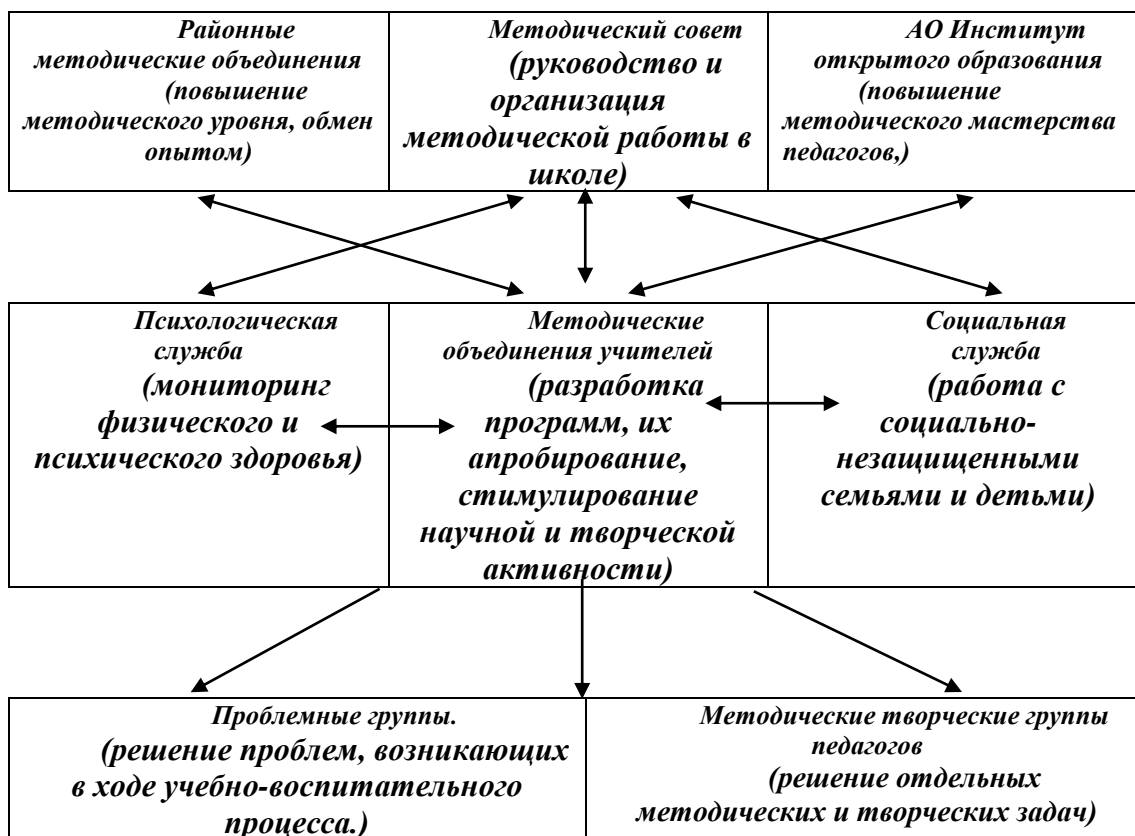 Районные
методические объединения
(повышение
методического уровня, обмен
опытом)
Методический совет
(руководство и
организация
методической работы в
школе)
АО Институт
открытого образования
(повышение
методического мастерства
педагогов,)
Психологическая
служба
(мониторинг
физического и
психического здоровья)
Методические
объединения учителей
(разработка
программ, их
апробирование,
стимулирование
научной и творческой
активности)
Социальная
служба
(работа с
социально-
незащищенными
семьями и детьми)
Проблемные группы.
(решение проблем, возникающих
в ходе учебно-воспитательного
процесса.)
Методические творческие группы
педагогов
(решение отдельных
методических и творческих задач)